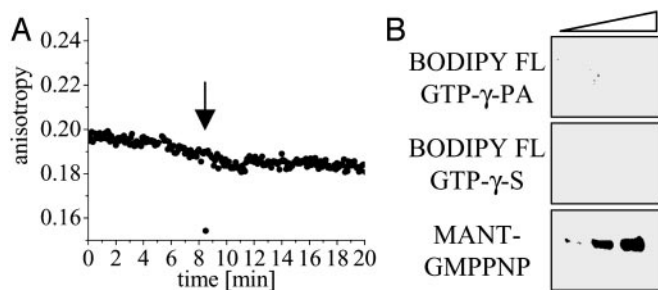 A
anisotropy
0.24
0.22
0.20
0.18
0.16
0 2 4 6 8 10 12 14 16 18 20
time [min]
B
BODIPY FL
GTP-γ-PA
BODIPY FL
GTP-γ-S
MANT-
GMPPNP